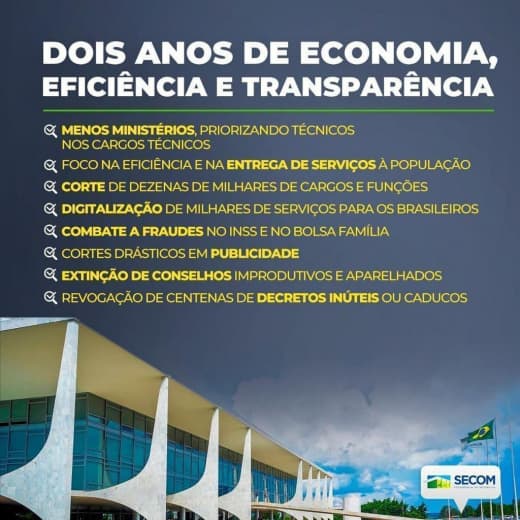 DOIS ANOS DE ECONOMIA,
EFICIÊNCIA E TRANSPARÊNCIA
MENOS MINISTÉRIOS, PRIORIZANDO TÉCNICOS
NOS CARGOS TÉCNICOS
FOCO NA EFICIÊNCIA E NA ENTREGA DE SERVIÇOS À POPULAÇÃO
CORTE DE DEZENAS DE MILHARES DE CARGOS E FUNÇÕES
DIGITALIZAÇÃO DE MILHARES DE SERVIÇOS PARA OS BRASILEIROS
COMBATE A FRAUDES NO INSS E NO BOLSA FAMÍLIA
CORTES DRÁSTICOS EM PUBLICIDADE
EXTINÇÃO DE CONSELHOS IMPRODUTIVOS E APARELHADOS
REVOGAÇÃO DE CENTENAS DE DECRETOS INÚTEIS OU CADUCOS
SECOM